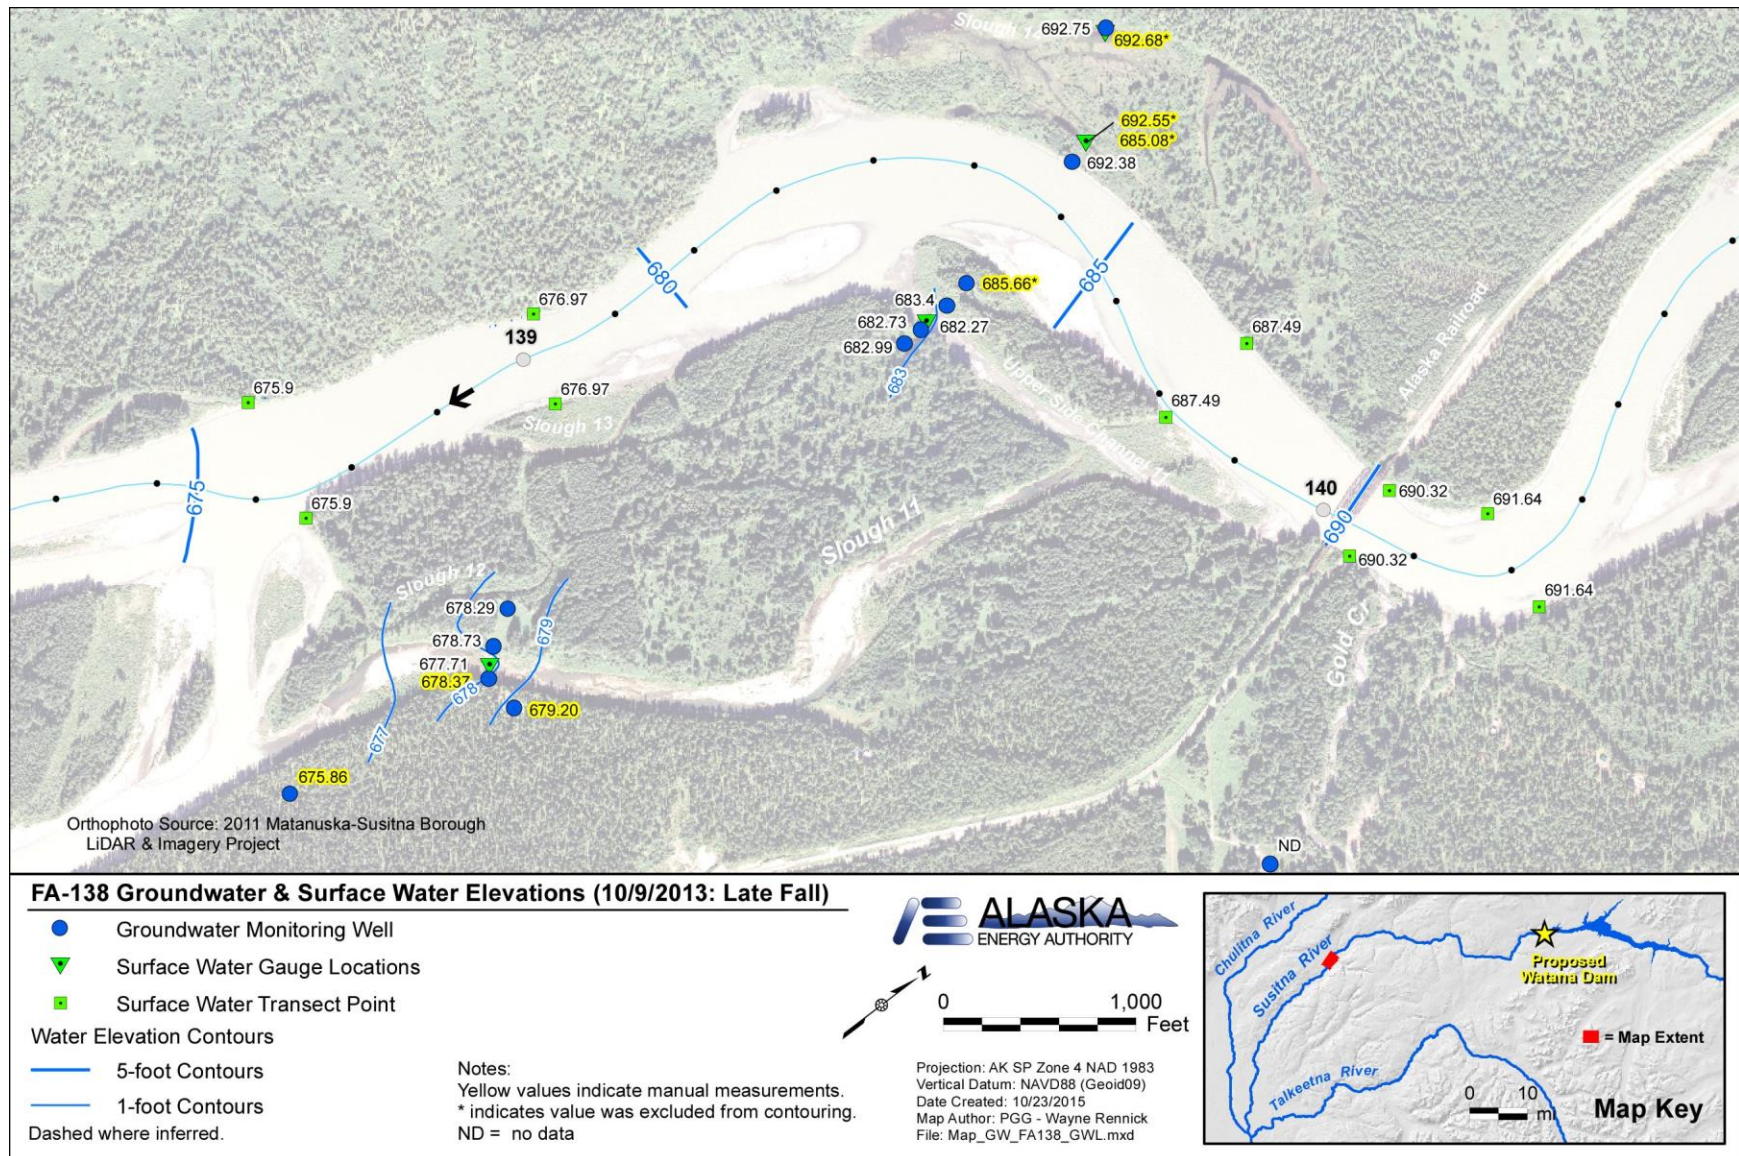 Slough 14
692.75
692.68*
692.55*
685.08*
692.38
685
680
685.66*
683.4
682.73
682.27
682.99
683
676.97
139
676.97
675.9
Slough 13
687.49
687.49
Alaska Railroad
Upper Side Channel 11
675
675.9
Slough 11
140
690
690.32
691.64
690.32
691.64
Gold Cr
Slough 12
678.29
678.73
677.71
678.37
678
679
679.20
677
675.86
ND
Orthophoto Source: 2011 Matanuska-Susitna Borough
LiDAR & Imagery Project
FA-138 Groundwater & Surface Water Elevations (10/9/2013: Late Fall)
Groundwater Monitoring Well
Surface Water Gauge Locations
Surface Water Transect Point
Water Elevation Contours
5-foot Contours
1-foot Contours
Dashed where inferred.
Notes:
Yellow values indicate manual measurements.
* indicates value was excluded from contouring.
ND = no data
ALASKA
ENERGY AUTHORITY
N
0 1,000
Feet
Projection: AK SP Zone 4 NAD 1983
Vertical Datum: NAVD88 (Geoid09)
Date Created: 10/23/2015
Map Author: PGG - Wayne Rennick
File: Map_GW_FA138_GWL.mxd
Chulitna River
Susitna River
Proposed
Watana Dam
= Map Extent
Talkeetna River
0 10
mi
Map Key